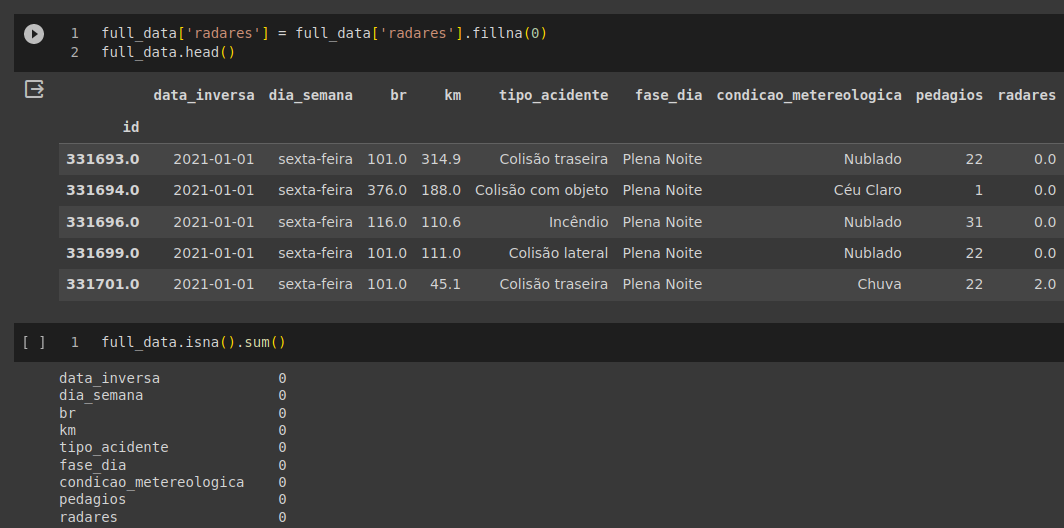 1 full_data['radares'] = full_data['radares'].fillna(0)
2 full_data.head()
data_inversa dia_semana br km tipo_acidente fase_dia condicao_metereologica pedagios radares
id
331693.0 2021-01-01 sexta-feira 101.0 314.9 Colisão traseira Plena Noite Nublado 22 0.0
331694.0 2021-01-01 sexta-feira 376.0 188.0 Colisão com objeto Plena Noite Céu Claro 1 0.0
331696.0 2021-01-01 sexta-feira 116.0 110.6 Incêndio Plena Noite Nublado 31 0.0
331699.0 2021-01-01 sexta-feira 101.0 111.0 Colisão lateral Plena Noite Nublado 22 0.0
331701.0 2021-01-01 sexta-feira 101.0 45.1 Colisão traseira Plena Noite Chuva 22 2.0
[ ] 1 full_data.isna().sum()
data_inversa 0
dia_semana 0
br 0
km 0
tipo_acidente 0
fase_dia 0
condicao_metereologica 0
pedagios 0
radares 0